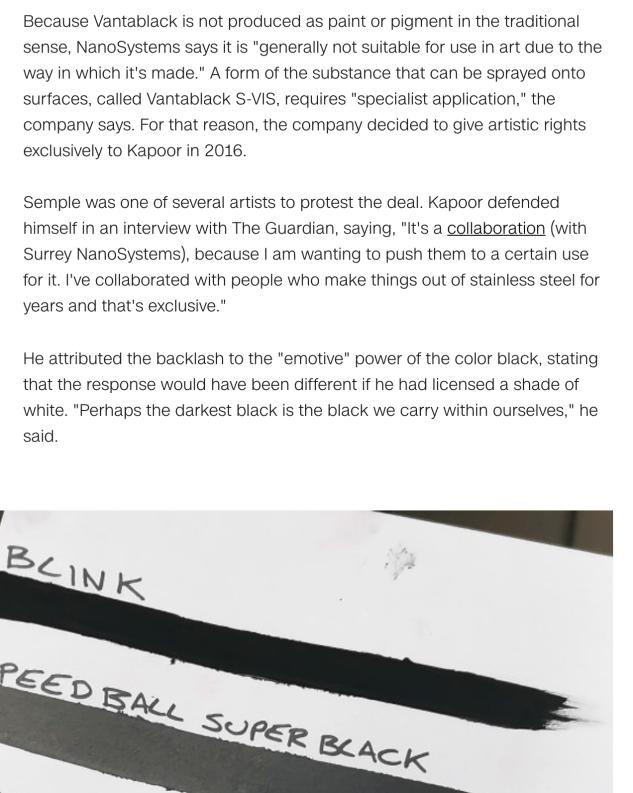 Because Vantablack is not produced as paint or pigment in the traditional
sense, NanoSystems says it is "generally not suitable for use in art due to the
way in which it's made." A form of the substance that can be sprayed onto
surfaces, called Vantablack S-VIS, requires "specialist application," the
company says. For that reason, the company decided to give artistic rights
exclusively to Kapoor in 2016.
Semple was one of several artists to protest the deal. Kapoor defended
himself in an interview with The Guardian, saying, "It's a collaboration (with
Surrey NanoSystems), because I am wanting to push them to a certain use
for it. I've collaborated with people who make things out of stainless steel for
years and that's exclusive."
He attributed the backlash to the "emotive" power of the color black, stating
that the response would have been different if he had licensed a shade of
white. "Perhaps the darkest black is the black we carry within ourselves," he
said.
BLINK
PEED BALL SUPER BLACK